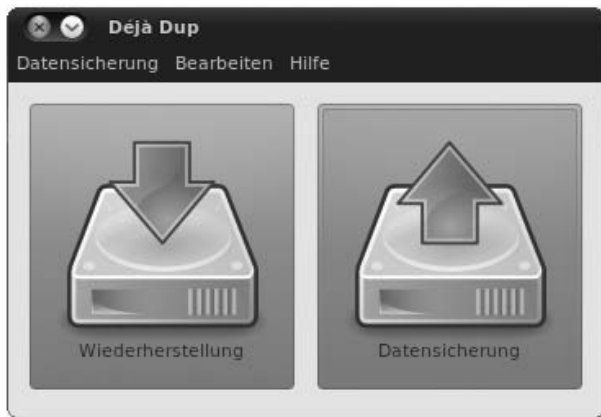 Déjà Dup
Datensicherung Bearbeiten Hilfe
Wiederherstellung Datensicherung